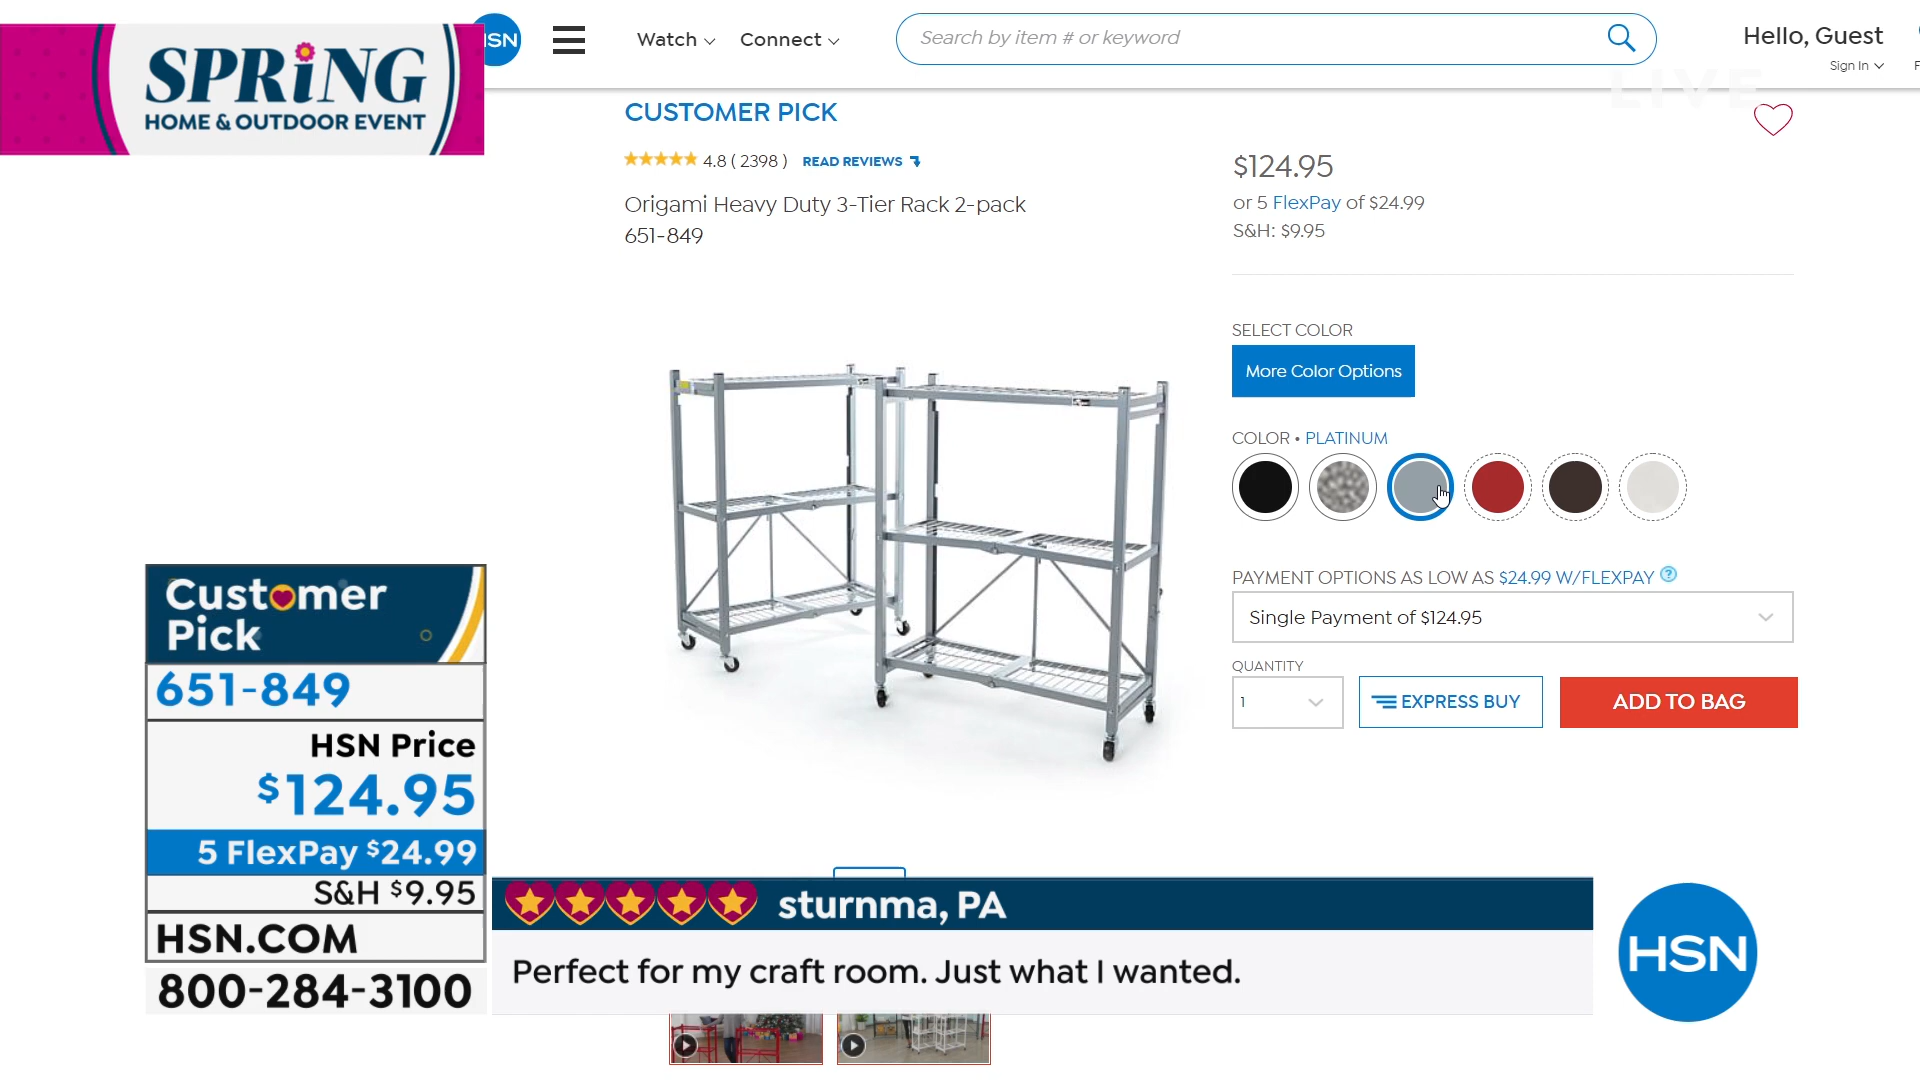 SPRiNG
HOME & OUTDOOR EVENT
HSN
Watch
Connect
Search by item # or keyword
Hello, Guest
Sign In
LIVE
CUSTOMER PICK
4.8 ( 2398 ) READ REVIEWS
Origami Heavy Duty 3-Tier Rack 2-pack
651-849
$124.95
or 5 FlexPay of $24.99
S&H: $9.95
SELECT COLOR
More Color Options
COLOR • PLATINUM
PAYMENT OPTIONS AS LOW AS $24.99 W/FLEXPAY ?
Single Payment of $124.95
QUANTITY
1
EXPRESS BUY
ADD TO BAG
Customer
Pick
651-849
HSN Price
$124.95
5 FlexPay $24.99
S&H $9.95
HSN.COM
800-284-3100
sturnma, PA
Perfect for my craft room. Just what I wanted.
HSN